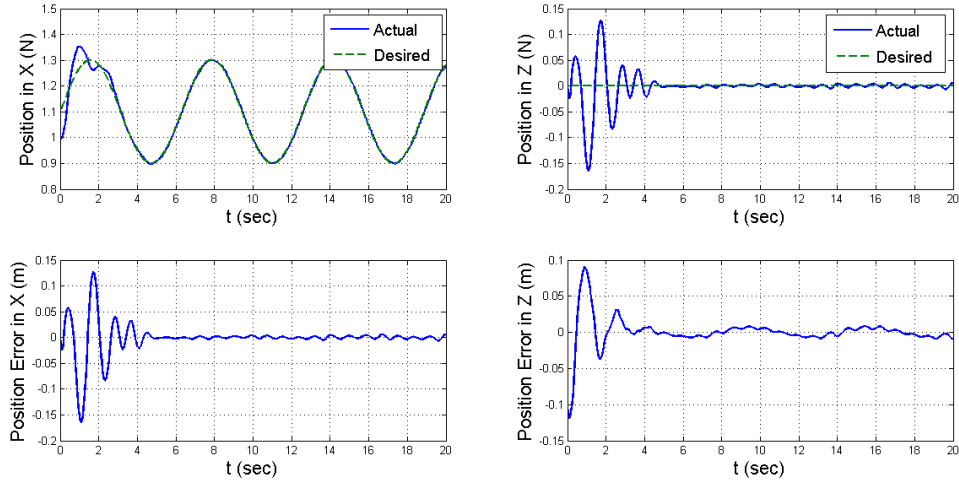 Position in X (N)
1.5
1.4
1.3
1.2
1.1
1
0.9
0.8
Actual
Desired
0 2 4 6 8 10 12 14 16 18 20
t (sec)
Position in Z (N)
0.15
0.1
0.05
0
-0.05
-0.1
-0.15
-0.2
Actual
Desired
0 2 4 6 8 10 12 14 16 18 20
t (sec)
Position Error in X (m)
0.15
0.1
0.05
0
-0.05
-0.1
-0.15
-0.2
0 2 4 6 8 10 12 14 16 18 20
t (sec)
Position Error in Z (m)
0.15
0.1
0.05
0
-0.05
-0.1
0.15
0 2 4 6 8 10 12 14 16 18 20
t (sec)